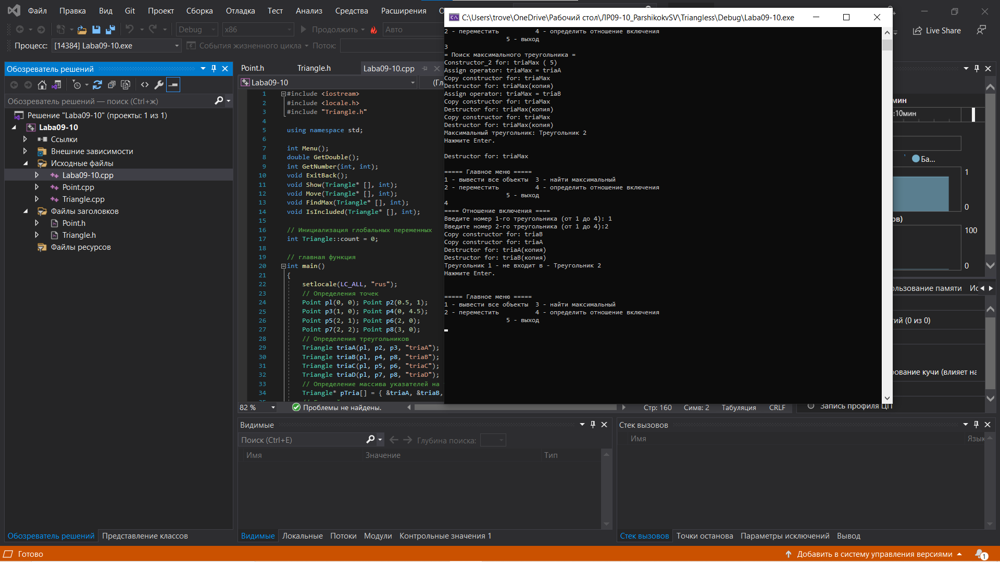 Файл Правка Вид Git Проект Сборка Отладка Тест Анализ Средства Расширения
Debug x86 Продолжить Авто
Live Share
Процесс: [14384] Laba09-10.exe События жизненного цикла Поток:
Обозреватель решений
Обозреватель решений — поиск (Ctrl+ж)
Решение "Laba09-10" (проекты: 1 из 1)
Laba09-10
Ссылки
Внешние зависимости
Исходные файлы
Laba09-10.cpp
Point.cpp
Triangle.cpp
Файлы заголовков
Point.h
Triangle.h
Файлы ресурсов
Обозреватель решений Представление классов
Point.h Triangle.h Laba09-10.cpp
Laba09-10 (Гл
1 #include <iostream>
2 #include <locale.h>
3 #include "Triangle.h"
4
5 using namespace std;
6
7 int Menu();
8 double GetDouble();
9 int GetNumber(int, int);
10 void ExitBack();
11 void Show(Triangle* [], int);
12 void Move(Triangle* [], int);
13 void FindMax(Triangle* [], int);
14 void IsIncluded(Triangle* [], int);
15
16 // Инициализация глобальных переменных
17 int Triangle::count = 0;
18
19 // главная функция
20 int main()
21 {
22 setlocale(LC_ALL, "rus");
23 // Определения точек
24 Point pl(0, 0); Point p2(0.5, 1);
25 Point p3(1, 0); Point p4(0, 4.5);
26 Point p5(2, 1); Point p6(2, 0);
27 Point p7(2, 2); Point p8(3, 0);
28 // Определения треугольников
29 Triangle triaA(pl, p2, p3, "triaA");
30 Triangle triaB(pl, p4, p8, "triaB");
31 Triangle triaC(pl, p5, p6, "triaC");
32 Triangle triaD(pl, p7, p8, "triaD");
33 // Определение массива указателей на
34 Triangle* pTria[] = { &triaA, &triaB,
82 % Проблемы не найдены. Стр: 160 Симв: 2 Табуляция CRLF
C:\Users\trove\OneDrive\Рабочий стол\ЛР09-10_ParshikokvSV\Triangless\Debug\Laba09-10.exe
2 - переместить 4 - определить отношение включения
5 - выход
3
= Поиск максимального треугольника =
Constructor_2 for: triaMax ( 5)
Assign operator: triaMax = triaA
Copy constructor for: triaMax
Destructor for: triaMax(копия)
Assign operator: triaMax = triaB
Copy constructor for: triaMax
Destructor for: triaMax(копия)
Copy constructor for: triaMax
Destructor for: triaMax(копия)
Максимальный треугольник: Треугольник 2
Нажмите Enter.
Destructor for: triaMax
===== Главное меню =====
1 - вывести все объекты 3 - найти максимальный
2 - переместить 4 - определить отношение включения
5 - выход
4
==== Отношение включения ====
Введите номер 1-го треугольника (от 1 до 4): 1
Введите номер 2-го треугольника (от 1 до 4):2
Copy constructor for: triaB
Copy constructor for: triaA
Destructor for: triaA(копия)
Destructor for: triaB(копия)
Треугольник 1 - не входит в - Треугольник 2
Нажмите Enter.
===== Главное меню =====
1 - вывести все объекты 3 - найти максимальный
2 - переместить 4 - определить отношение включения
5 - выход
мин
:10мин
Ба...
1
0
ов)
100
0
ользование памяти Ис
тий (0 из 0)
рование кучи (влияет на
Запись профиля ЦП
Видимые
Поиск (Ctrl+E) Глубина поиска:
Имя Значение Тип
Видимые Локальные Потоки Модули Контрольные значения 1
Стек вызовов
Имя Язык
Стек вызовов Точки останова Параметры исключений Вывод
Готово
Добавить в систему управления версиями
1